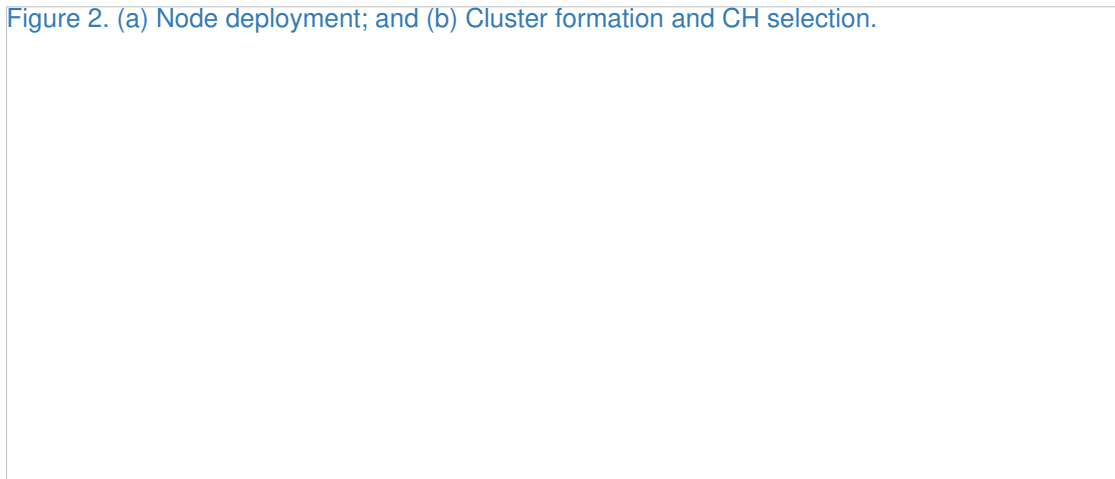 Figure 2. (a) Node deployment; and (b) Cluster formation and CH selection.